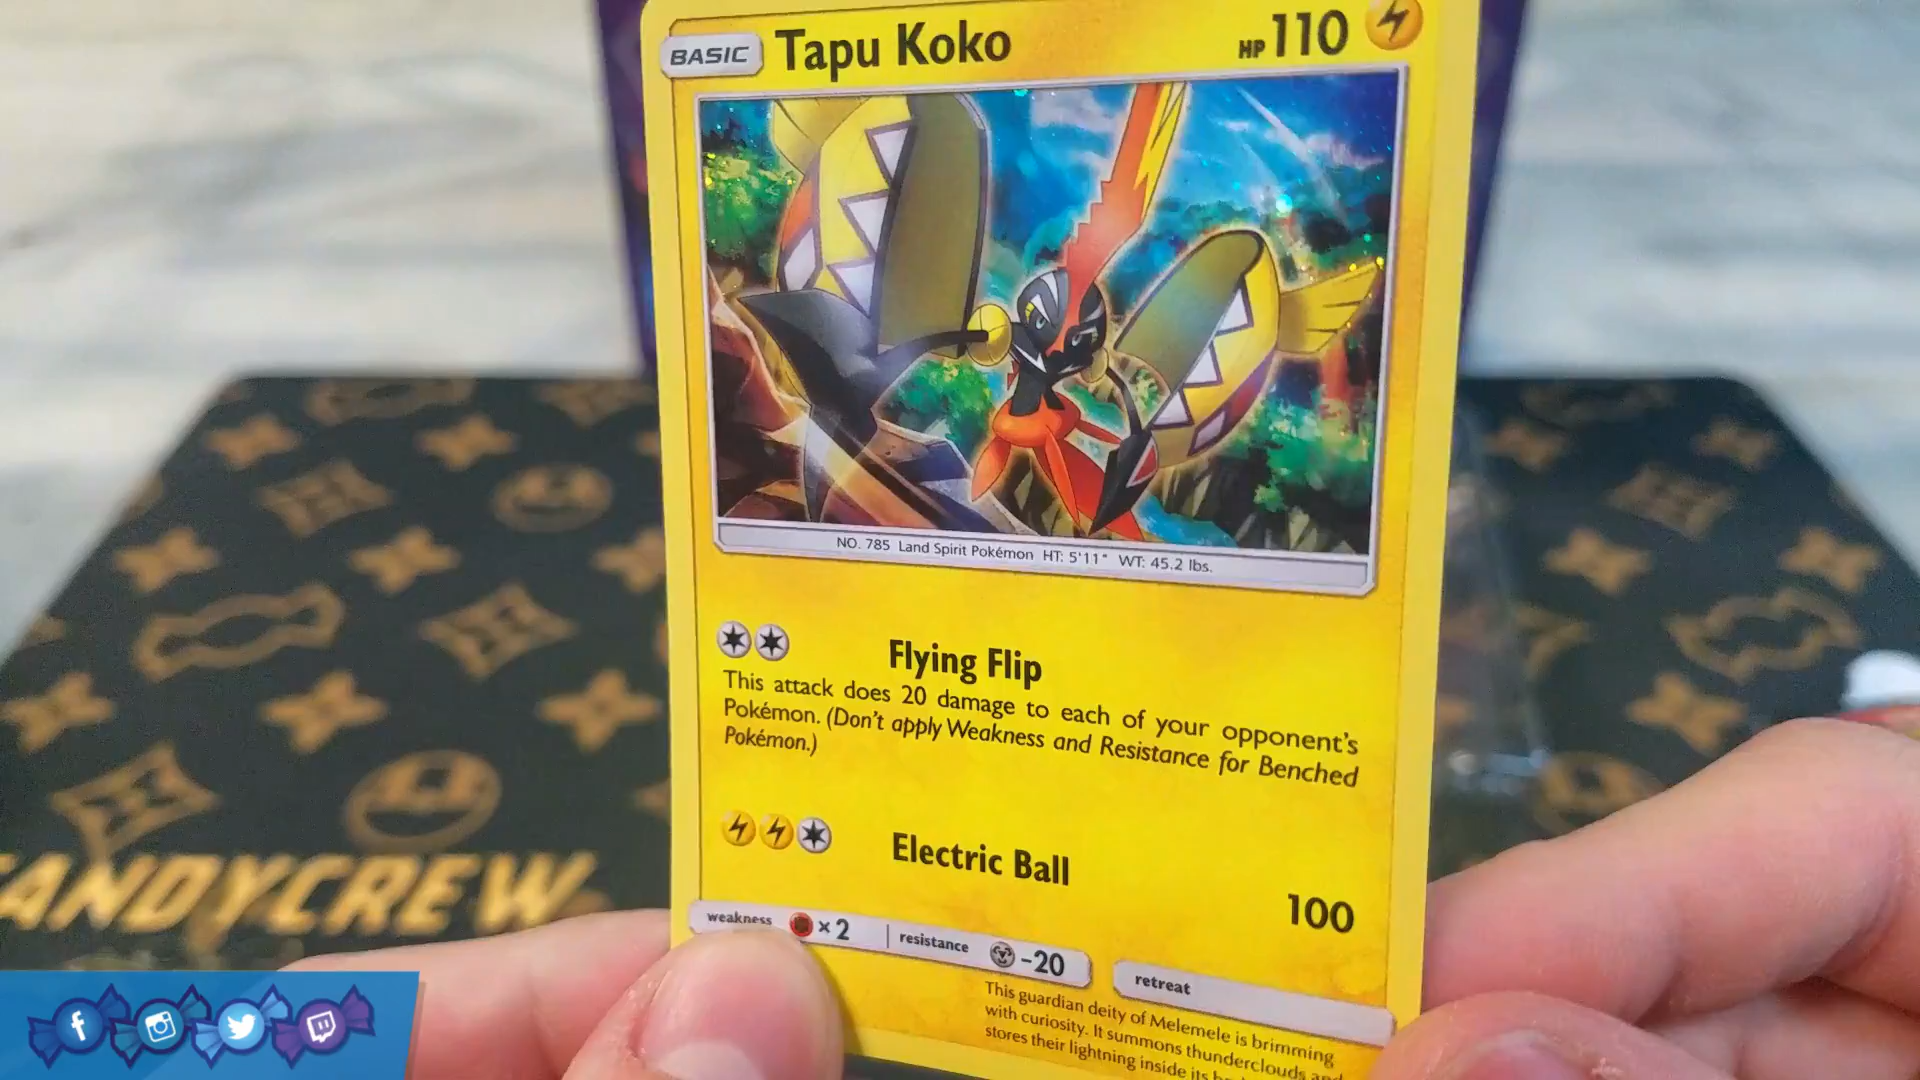 BASIC Tapu Koko HP 110
NO. 785 Land Spirit Pokémon HT: 5'11" WT: 45.2 lbs.
Flying Flip
This attack does 20 damage to each of your opponent's
Pokémon. (Don't apply Weakness and Resistance for Benched
Pokémon.)
Electric Ball 100
weakness ×2 resistance -20 retreat
This guardian deity of Melemele is brimming
with curiosity. It summons thunderclouds and
stores their lightning inside its
ANDYCREW